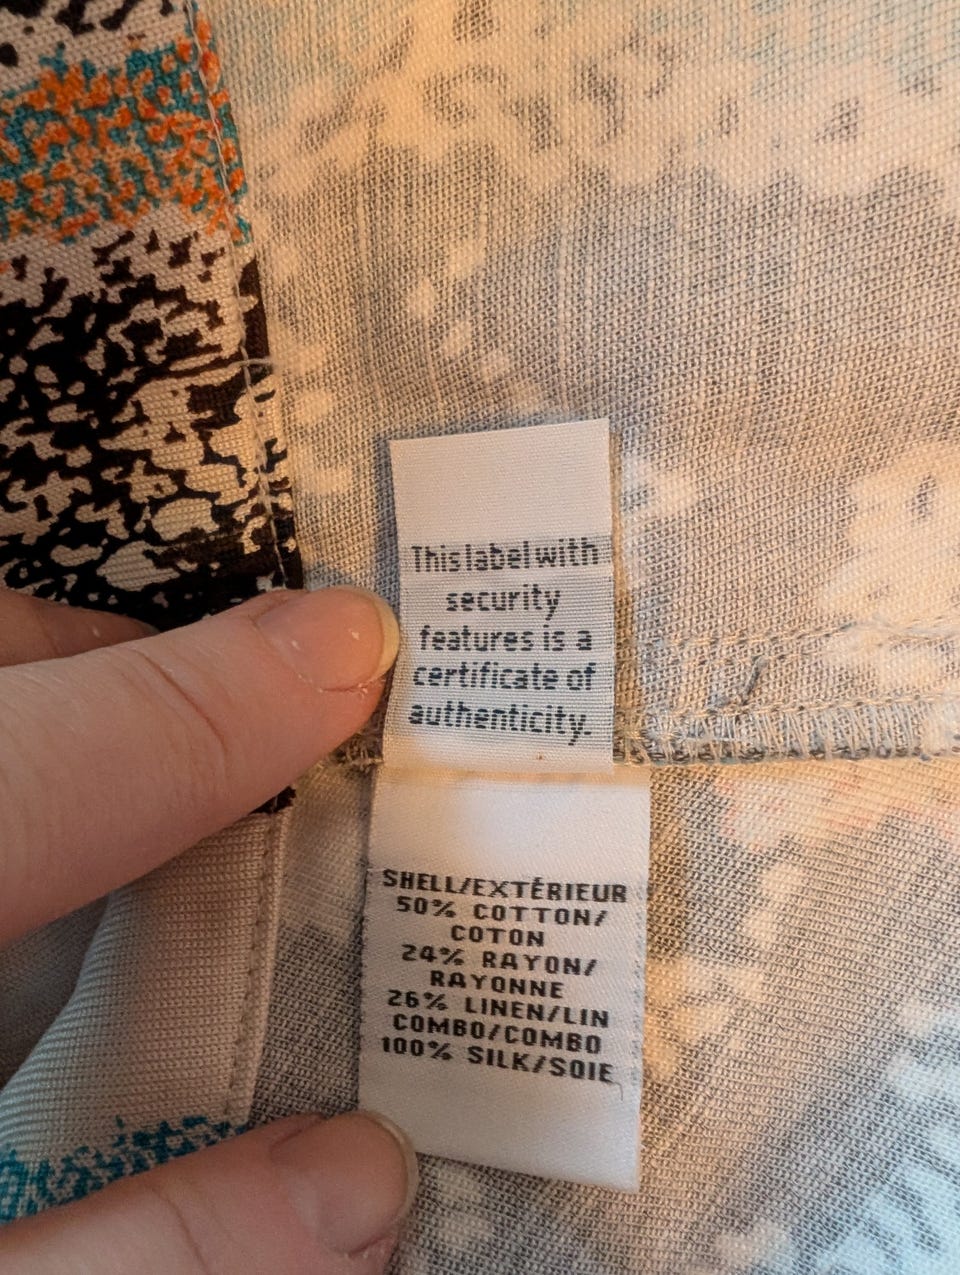 This label with
security
features is a
certificate of
authenticity.
SHELL/EXTÉRIEUR
50% COTTON/
COTON
24% RAYON/
RAYONNE
26% LINEN/LIN
COMBO/COMBO
100% SILK/SOIE